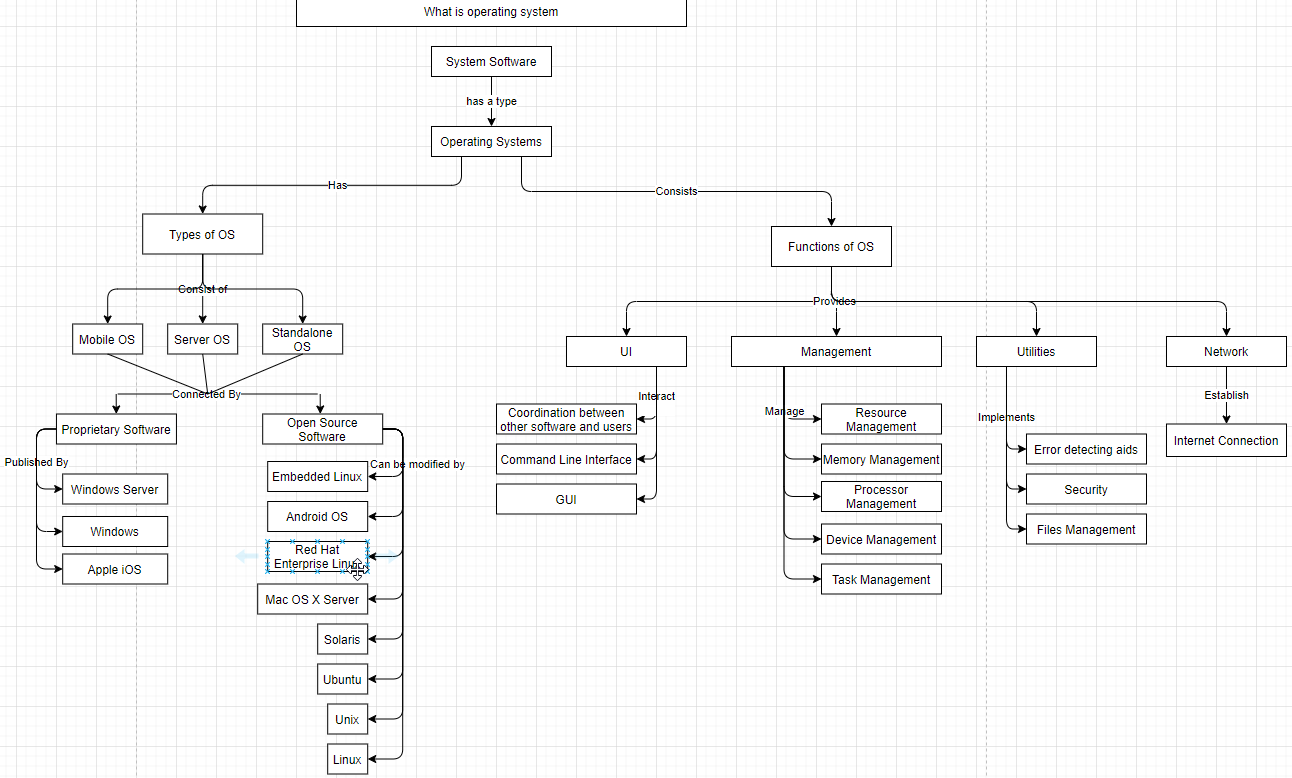 What is operating system
System Software
has a type
Operating Systems
Has
Consists
Types of OS
Functions of OS
Consist of
Provides
Mobile OS
Server OS
Standalone
OS
UI
Management
Utilities
Network
Connected By
Interact
Manage
Implements
Establish
Proprietary Software
Open Source
Software
Published By
Windows Server
Windows
Apple iOS
Can be modified by
Embedded Linux
Android OS
Red Hat
Enterprise Linux
Mac OS X Server
Solaris
Ubuntu
Unix
Linux
Coordination between
other software and users
Command Line Interface
GUI
Resource
Management
Memory Management
Processor
Management
Device Management
Task Management
Error detecting aids
Security
Files Management
Internet Connection